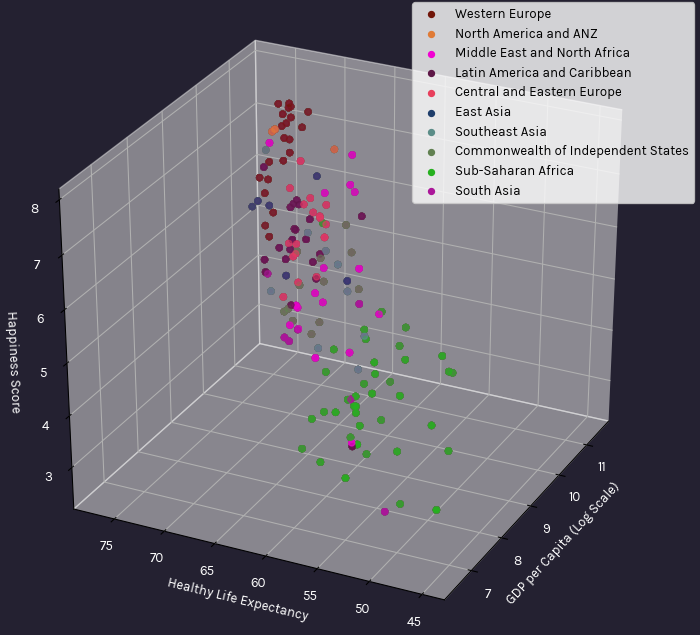 Western Europe
North America and ANZ
Middle East and North Africa
Latin America and Caribbean
Central and Eastern Europe
East Asia
Southeast Asia
Commonwealth of Independent States
Sub-Saharan Africa
South Asia
8
7
6
5
4
3
Happiness Score
75
70
65
60
55
50
45
Healthy Life Expectancy
7
8
9
10
11
GDP per Capita (Log Scale)